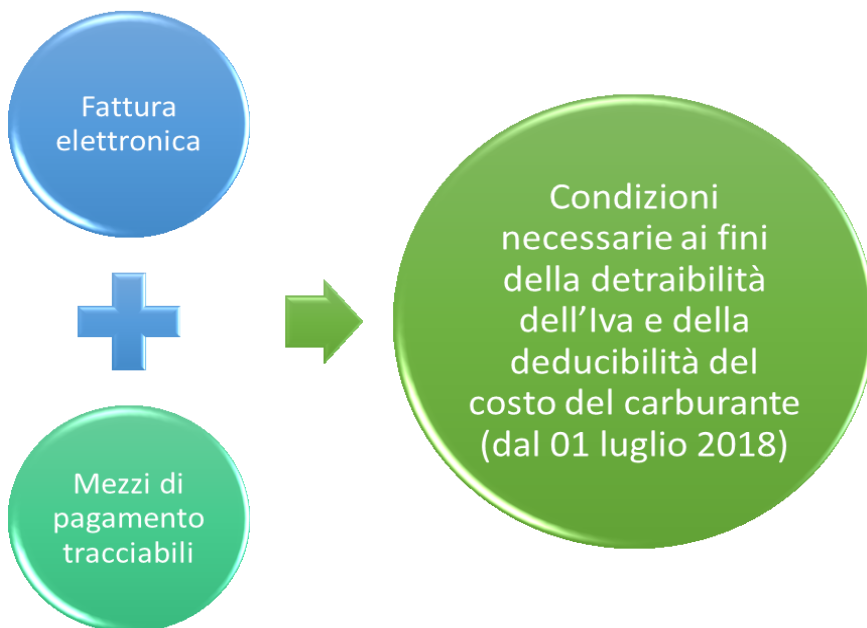 Fattura
elettronica
Mezzi di
pagamento
tracciabili
Condizioni
necessarie ai fini
della detraibilità
dell’Iva e della
deducibilità del
costo del carburante
(dal 01 luglio 2018)